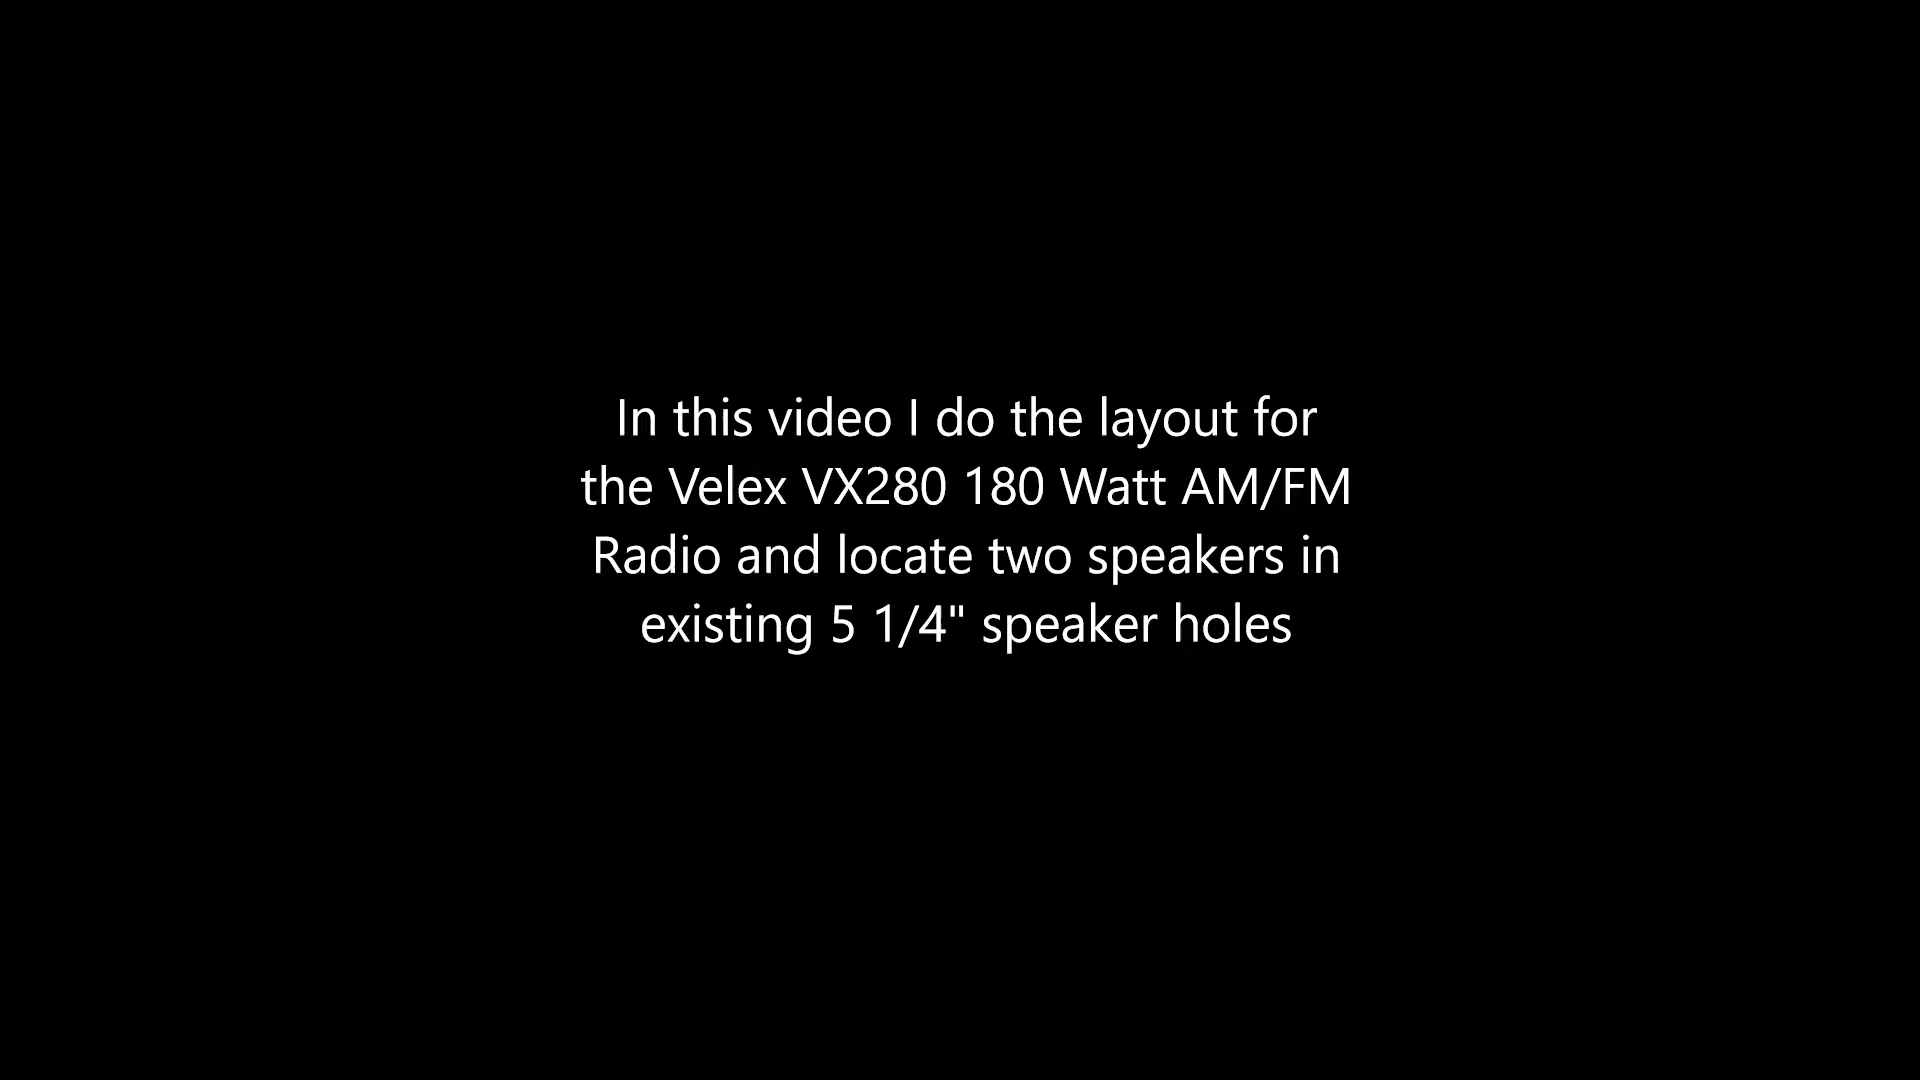 In this video I do the layout for
the Velex VX280 180 Watt AM/FM
Radio and locate two speakers in
existing 5 1/4" speaker holes